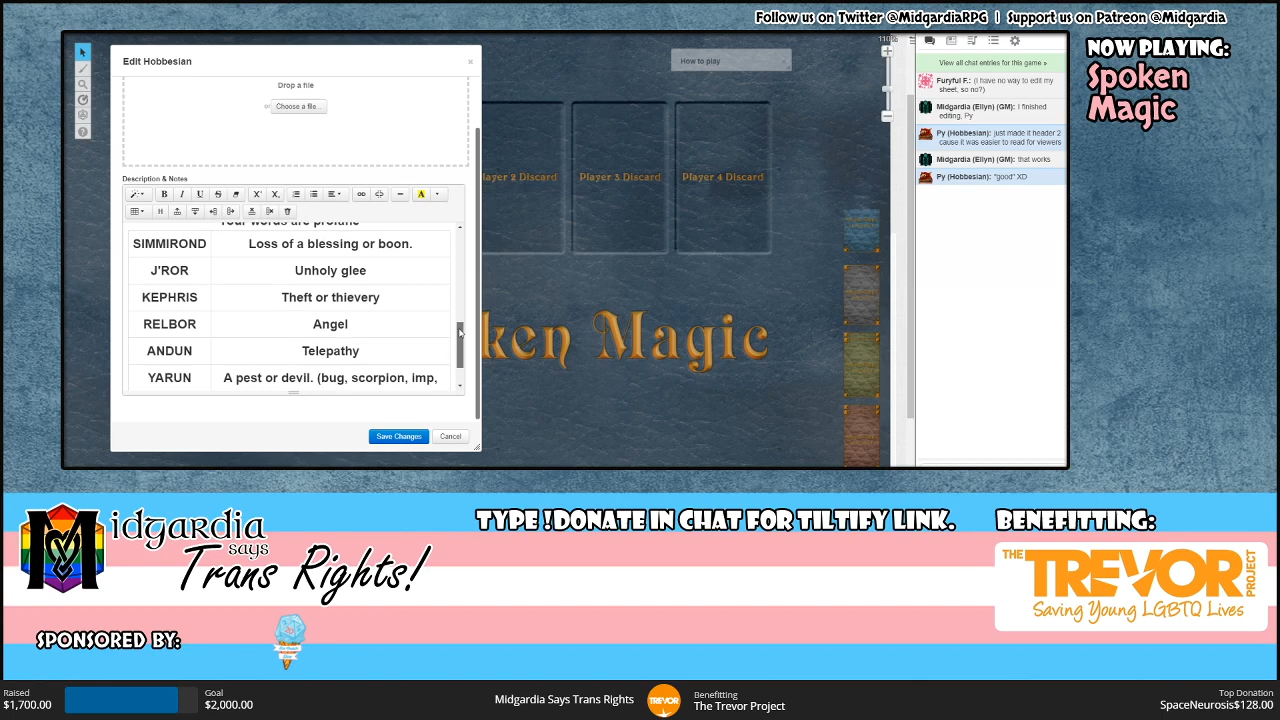 Follow us on Twitter @MidgardiaRPG | Support us on Patreon @Midgardia
NOW PLAYING:
Spoken
Magic
Edit Hobbesian
×
Drop a file
or Choose a file...
Description & Notes
SIMMIROND Loss of a blessing or boon.
J'ROR Unholy glee
KEPHRIS Theft or thievery
RELBOR Angel
ANDUN Telepathy
YARUN A pest or devil. (bug, scorpion, imp,
Save Changes Cancel
How to play
Player 2 Discard
Player 3 Discard
Player 4 Discard
ken Magic
110%
View all chat entries for this game »
Furyful F.: (I have no way to edit my
sheet, so no?)
Midgardia (Ellyn) (GM): I finished
editing, Py
Py (Hobbesian): just made it header 2
cause it was easier to read for viewers
Midgardia (Ellyn) (GM): that works
Py (Hobbesian): "good" XD
Midgardia
says
Trans Rights!
TYPE !DONATE IN CHAT FOR TILTIFY LINK.
BENEFITTING:
THE
TREVOR
PROJECT
Saving Young LGBTQ Lives
SPONSORED BY:
Raised
$1,700.00
Goal
$2,000.00
Midgardia Says Trans Rights
TREVOR
Benefitting
The Trevor Project
Top Donation
SpaceNeurosis$128.00